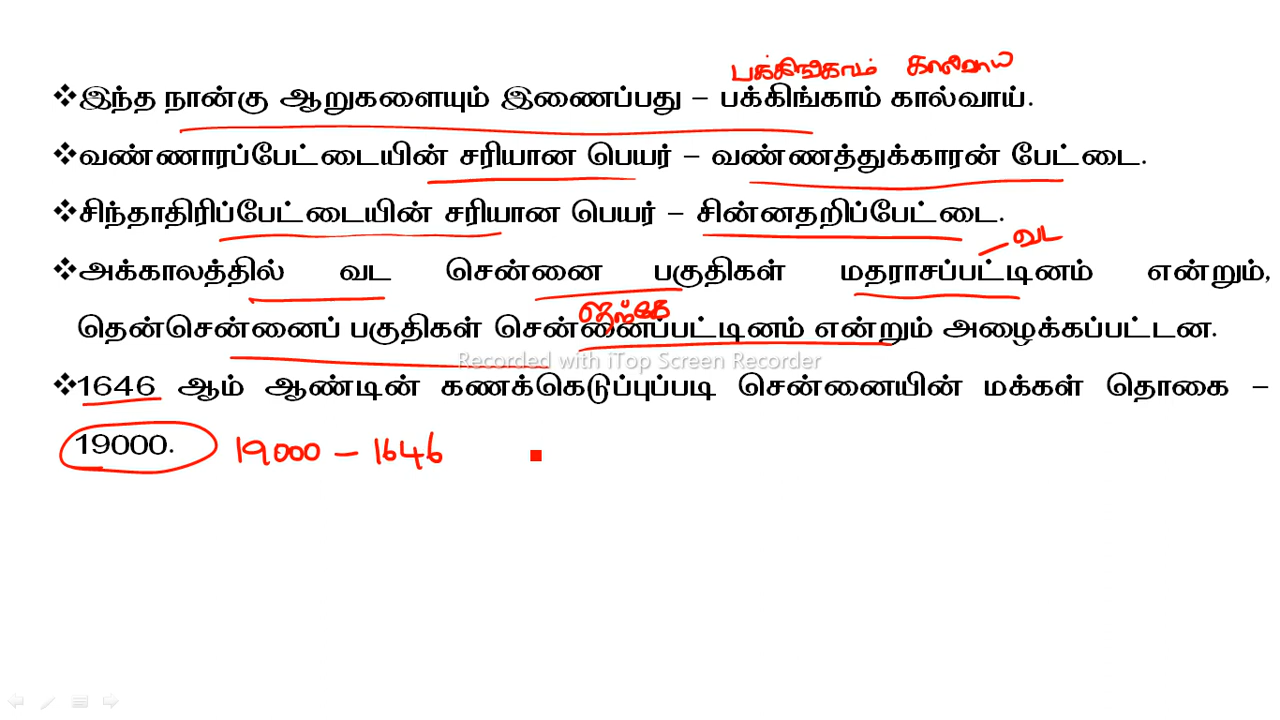 பக்கிங்காம் கால்வாய்
❖இந்த நான்கு ஆறுகளையும் இணைப்பது – பக்கிங்காம் கால்வாய்.
❖வண்ணாரப்பேட்டையின் சரியான பெயர் – வண்ணத்துக்காரன் பேட்டை.
❖சிந்தாதிரிப்பேட்டையின் சரியான பெயர் – சின்னதறிப்பேட்டை.
வட
❖அக்காலத்தில் வட சென்னை பகுதிகள் மதராசப்பட்டினம் என்றும்,
தென்சென்னைப் பகுதிகள் சென்னைப்பட்டினம் என்றும் அழைக்கப்பட்டன.
Recorded with iTop Screen Recorder
❖1646 ஆம் ஆண்டின் கணக்கெடுப்புப்படி சென்னையின் மக்கள் தொகை –
19000. 19000 – 1646